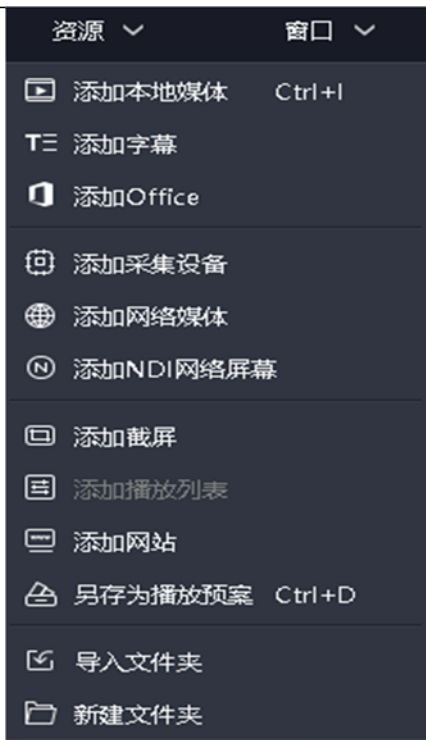 资源 窗口
添加本地媒体 Ctrl+I
添加字幕
添加Office
添加采集设备
添加网络媒体
添加NDI网络屏幕
添加截屏
添加播放列表
添加网站
另存为播放预案 Ctrl+D
导入文件夹
新建文件夹